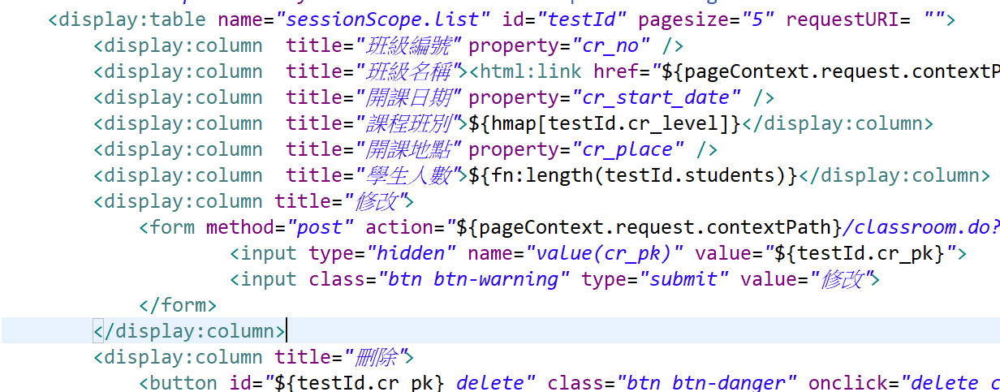 <display:table name="sessionScope.list" id="testId" pagesize="5" requestURI= "">
<display:column  title="班級編號" property="cr_no" />
<display:column  title="班級名稱"><html:link href="${pageContext.request.contextP
<display:column  title="開課日期" property="cr_start_date" />
<display:column  title="課程班別">${hmap[testId.cr_level]}</display:column>
<display:column  title="開課地點" property="cr_place" />
<display:column  title="學生人數">${fn:length(testId.students)}</display:column>
<display:column title="修改">
<form method="post" action="${pageContext.request.contextPath}/classroom.do?
<input type="hidden" name="value(cr_pk)" value="${testId.cr_pk}">
<input class="btn btn-warning" type="submit" value="修改">
</form>
</display:column>
<display:column title="刪除">
<button id="${testId.cr_pk}_delete" class="btn btn-danger" onclick="delete_c